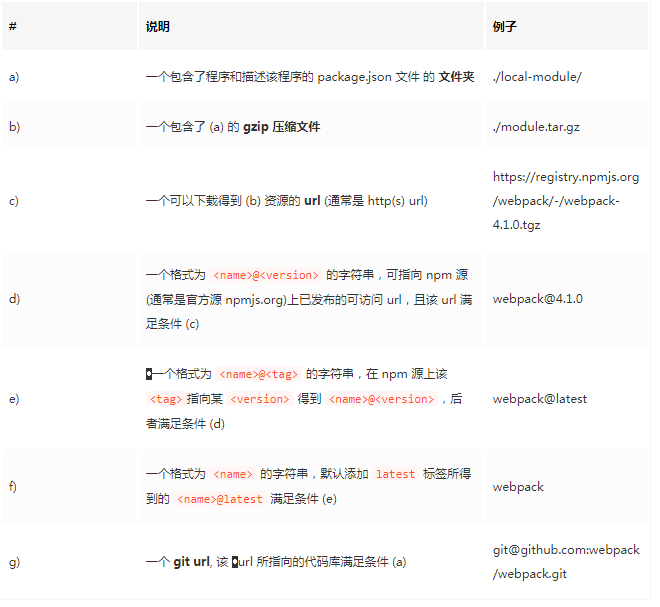 # 说明 例子
a) 一个包含了程序和描述该程序的 package.json 文件 的 文件夹 ./local-module/
b) 一个包含了 (a) 的 gzip 压缩文件 ./module.tar.gz
https://registry.npmjs.org
c) 一个可以下载得到 (b) 资源的 url (通常是 http(s) url) /webpack/-/webpack-
4.1.0.tgz
一个格式为 <name>@<version> 的字符串，可指向 npm 源
d) (通常是官方源 npmjs.org)上已发布的可访问 url，且该 url 满 webpack@4.1.0
足条件 (c)
一个格式为 <name>@<tag> 的字符串，在 npm 源上该
e) <tag> 指向某 <version> 得到 <name>@<version>，后 webpack@latest
者满足条件 (d)
一个格式为 <name> 的字符串，默认添加 latest 标签所得
f) webpack
到的 <name>@latest 满足条件 (e)
git@github.com:webpack
g) 一个 git url, 该 url 所指向的代码库满足条件 (a)
/webpack.git